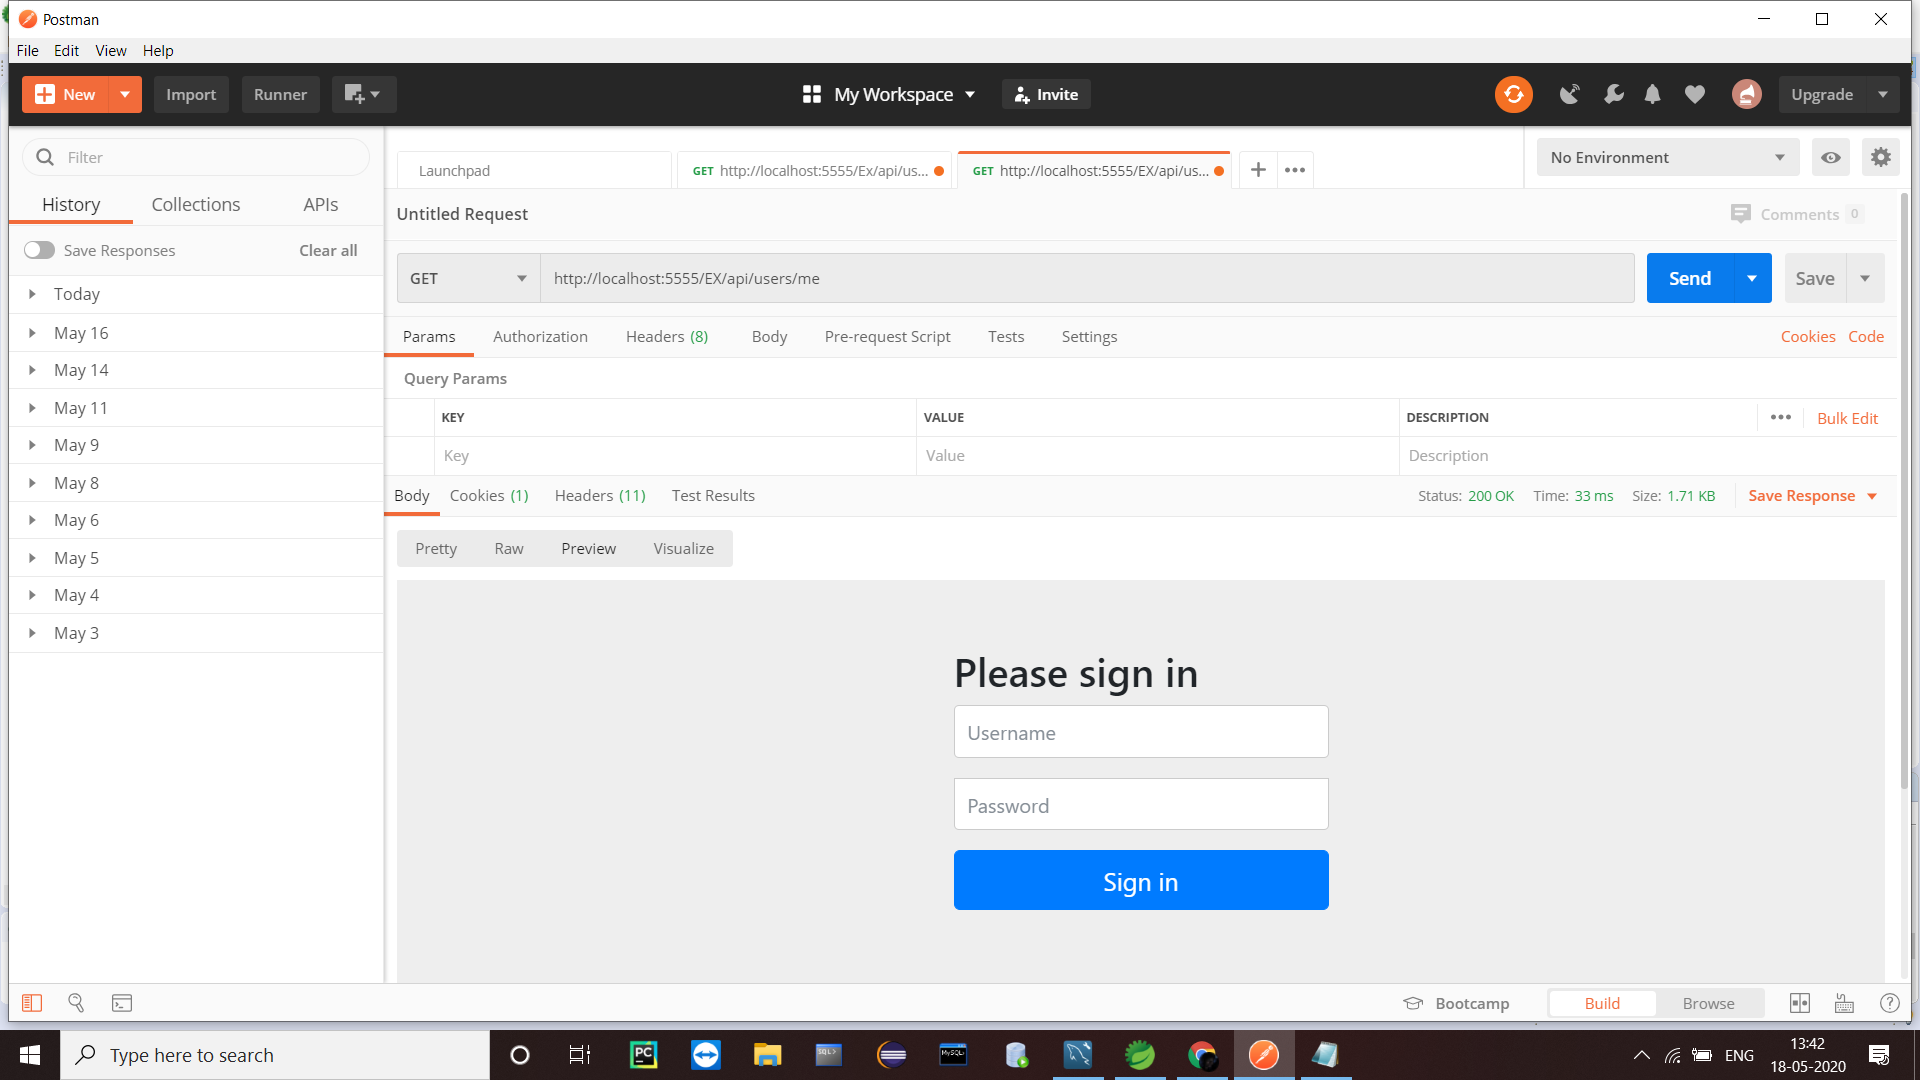 Postman
File Edit View Help
New Import Runner My Workspace Invite Upgrade
Filter
History Collections APIs
Save Responses Clear all
Today
May 16
May 14
May 11
May 9
May 8
May 6
May 5
May 4
May 3
Launchpad GET http://localhost:5555/Ex/api/us... GET http://localhost:5555/EX/api/us... No Environment
Untitled Request Comments 0
GET http://localhost:5555/EX/api/users/me Send Save
Params Authorization Headers (8) Body Pre-request Script Tests Settings Cookies Code
Query Params
KEY VALUE DESCRIPTION Bulk Edit
Key Value Description
Body Cookies (1) Headers (11) Test Results Status: 200 OK Time: 33 ms Size: 1.71 KB Save Response
Pretty Raw Preview Visualize
Please sign in
Username
Password
Sign in
Bootcamp Build Browse
Type here to search PC SQL> MySQL ENG 13:42
18-05-2020